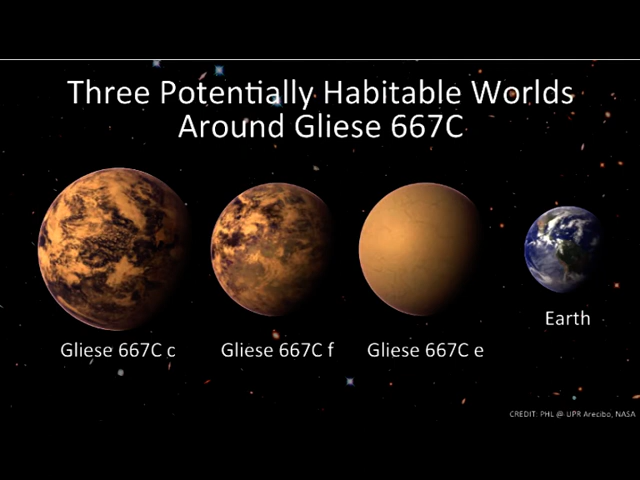 Three Potentially Habitable Worlds
Around Gliese 667C
Gliese 667C c
Gliese 667C f
Gliese 667C e
Earth
CREDIT: PHL @ UPR Arecibo, NASA